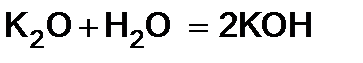 K₂O + H₂O = 2KOH